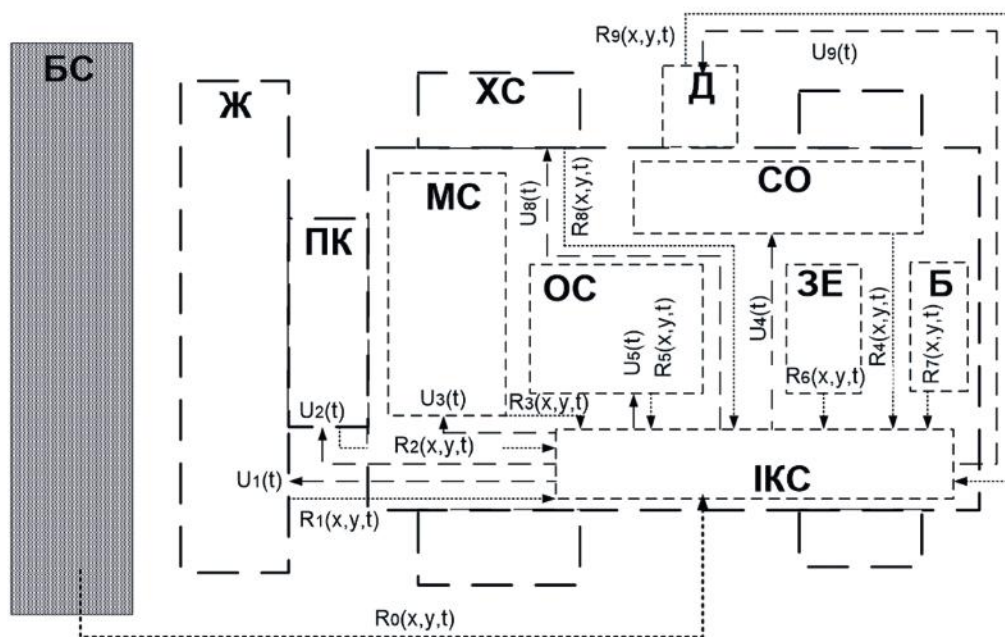 R9(x,y,t)
U9(t)
БС
Ж
ХС
Д
МС
U8(t)
R8(x,y,t)
СО
ПК
ОС
ЗЕ
Б
U5(t)
R5(x,y,t)
U4(t)
R4(x,y,t)
R7(x,y,t)
R6(x,y,t)
U2(t)
U3(t)
R3(x,y,t)
R2(x,y,t)
U1(t)
ІКС
R1(x,y,t)
R0(x,y,t)